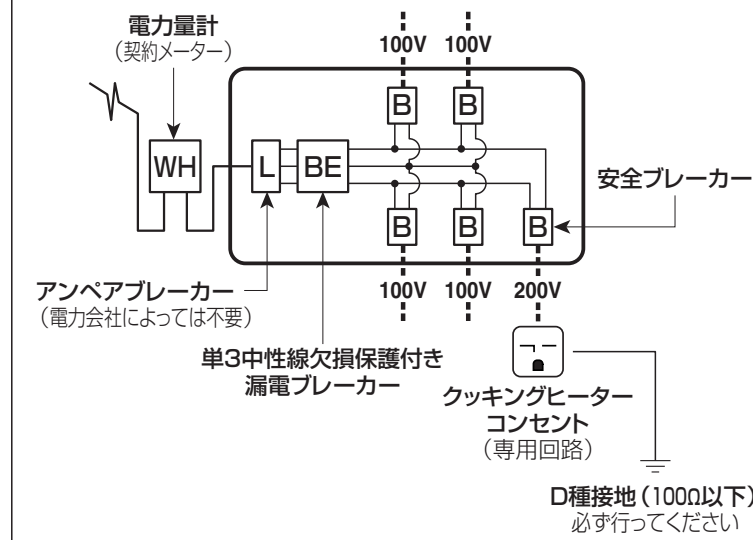 電力量計
（契約メーター）
100V 100V
B B
WH L BE
安全ブレーカー
B B B
アンペアブレーカー
（電力会社によっては不要）
100V 100V 200V
単3中性線欠損保護付き
漏電ブレーカー
クッキングヒーター
コンセント
（専用回路）
D種接地（100Ω以下）
必ず行ってください